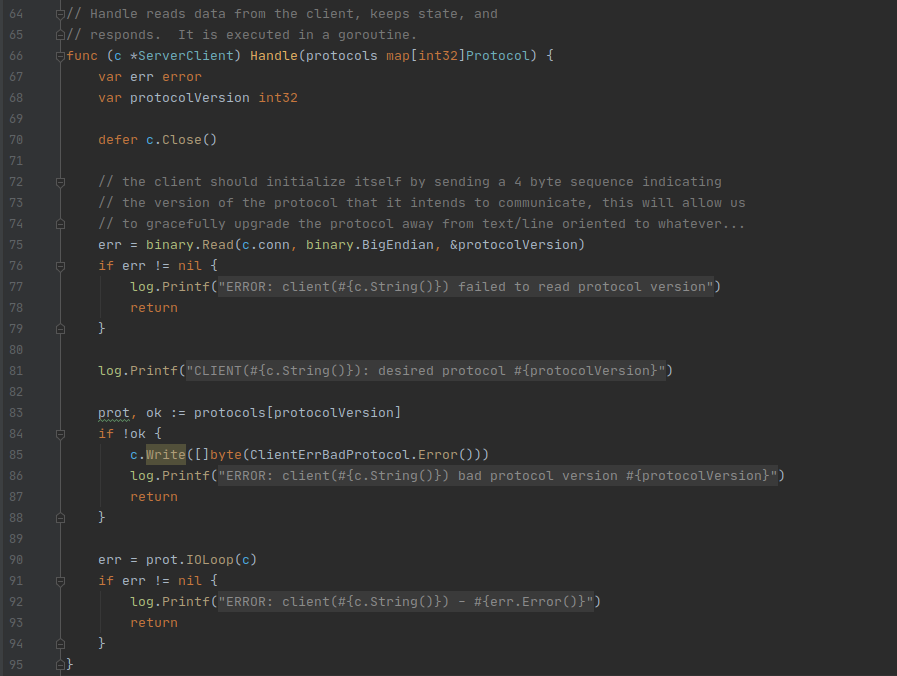 64 // Handle reads data from the client, keeps state, and
65 // responds.  It is executed in a goroutine.
66 func (c *ServerClient) Handle(protocols map[int32]Protocol) {
67     var err error
68     var protocolVersion int32
69
70     defer c.Close()
71
72     // the client should initialize itself by sending a 4 byte sequence indicating
73     // the version of the protocol that it intends to communicate, this will allow us
74     // to gracefully upgrade the protocol away from text/line oriented to whatever...
75     err = binary.Read(c.conn, binary.BigEndian, &protocolVersion)
76     if err != nil {
77         log.Printf("ERROR: client(#{c.String()}) failed to read protocol version")
78         return
79     }
80
81     log.Printf("CLIENT(#{c.String()}): desired protocol #{protocolVersion}")
82
83     prot, ok := protocols[protocolVersion]
84     if !ok {
85         c.Write([]byte(ClientErrBadProtocol.Error()))
86         log.Printf("ERROR: client(#{c.String()}) bad protocol version #{protocolVersion}")
87         return
88     }
89
90     err = prot.IOLoop(c)
91     if err != nil {
92         log.Printf("ERROR: client(#{c.String()}) - #{err.Error()}")
93         return
94     }
95 }